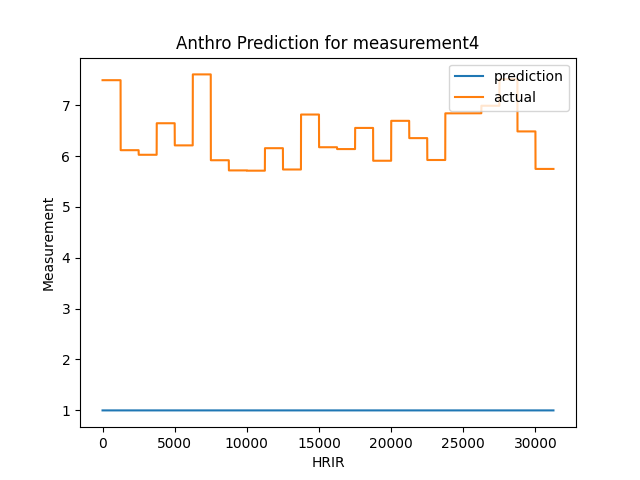 Anthro Prediction for measurement4
prediction
actual
Measurement
7
6
5
4
3
2
1
0 5000 10000 15000 20000 25000 30000
HRIR